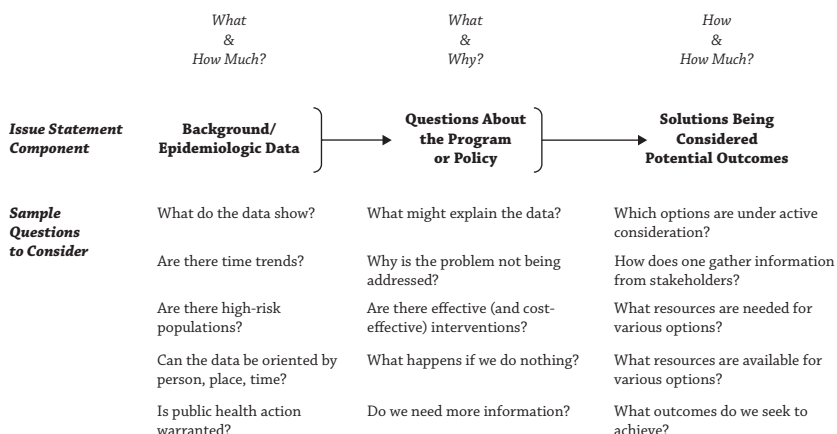 What
&
How Much?
What
&
Why?
How
&
How Much?
Issue Statement
Component
Background/
Epidemiologic Data
Questions About
the Program
or Policy
Solutions Being
Considered
Potential Outcomes
Sample
Questions
to Consider
What do the data show?
What might explain the data?
Which options are under active
consideration?
Are there time trends?
Why is the problem not being
addressed?
How does one gather information
from stakeholders?
Are there high-risk
populations?
Are there effective (and cost-
effective) interventions?
What resources are needed for
various options?
Can the data be oriented by
person, place, time?
What happens if we do nothing?
What resources are available for
various options?
Is public health action
warranted?
Do we need more information?
What outcomes do we seek to
achieve?